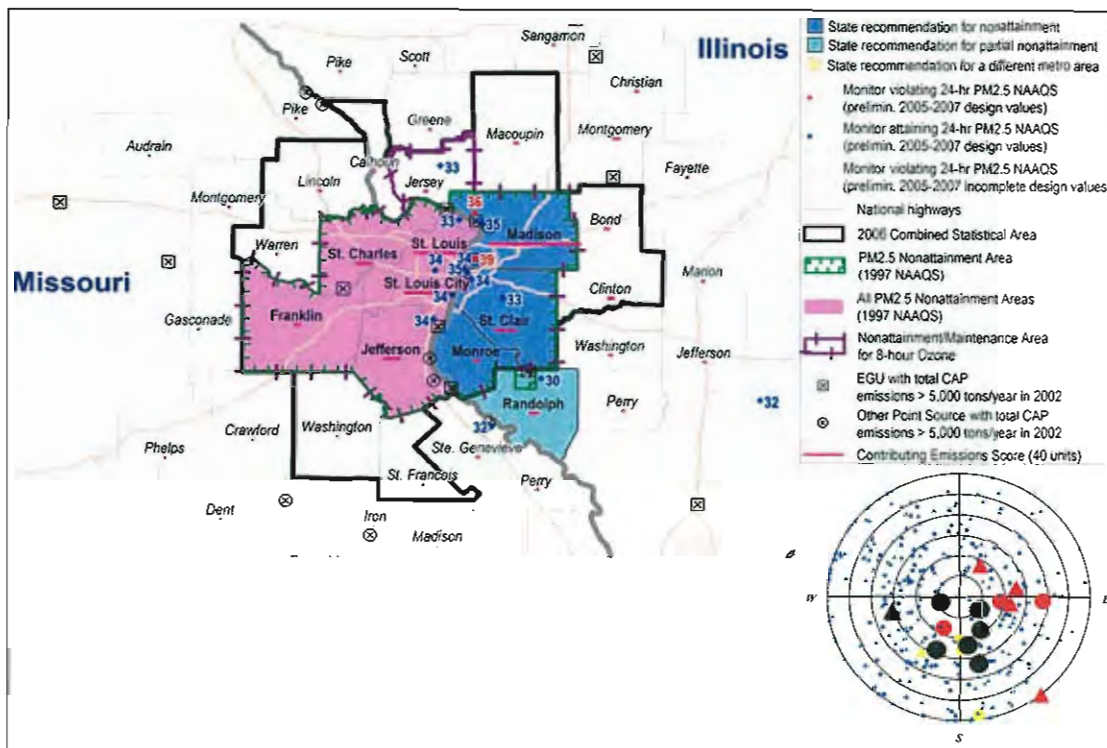 Illinois
Missouri
Sangamon
Pike
Scott
Christian
Pike
Greene
Macoupin
Montgomery
Audrain
Calhoun
33
Fayette
Lincoln
Jersey
Montgomery
36
33
35
Bond
Madison
St. Louis
Warren
St. Charles
34
34
39
35
34
Marion
St. Louis City
34
33
Clinton
Gasconade
Franklin
34
St. Clair
Washington
Jefferson
Jefferson
Monroe
30
32
Randolph
Perry
Crawford
Washington
32
Phelps
Ste. Genevieve
St. Francois
Perry
Dent
Iron
Madison
State recommendation for nonattainment
State recommendation for partial nonattainment
State recommendation for a different metro area
Monitor violating 24-hr PM2.5 NAAQS
(prelimin. 2005-2007 design values)
Monitor attaining 24-hr PM2.5 NAAQS
(prelimin. 2005-2007 design values)
Monitor violating 24-hr PM2.5 NAAQS
(prelimin. 2005-2007 incomplete design values)
National highways
2006 Combined Statistical Area
PM2.5 Nonattainment Area
(1997 NAAQS)
All PM2.5 Nonattainment Areas
(1997 NAAQS)
Nonattainment/Maintenance Area
for 8-hour Ozone
EGU with total CAP
emissions > 5,000 tons/year in 2002
Other Point Source with total CAP
emissions > 5,000 tons/year in 2002
Contributing Emissions Score (40 units)
W
S